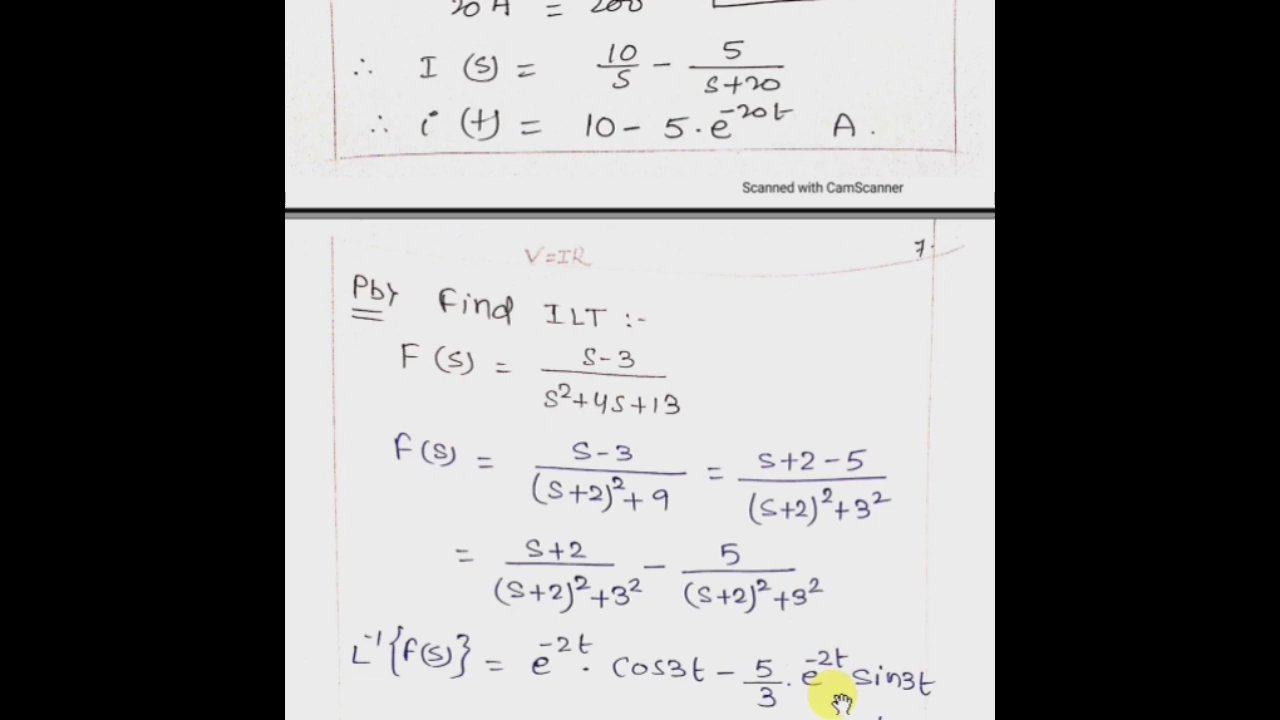 20 A = 200
∴ I (s) = 10/s - 5/(s+20)
∴ i (t) = 10 - 5 . e^-20t A .
Scanned with CamScanner
7.
V=IR
Pb) Find ILT :-
F (s) = (s-3)/(s²+4s+13)
F (s) = (s-3)/((s+2)²+9) = (s+2-5)/((s+2)²+3²)
= (s+2)/((s+2)²+3²) - 5/((s+2)²+3²)
L^-1 {f(s)} = e^-2t . cos3t - 5/3 . e^-2t sin3t